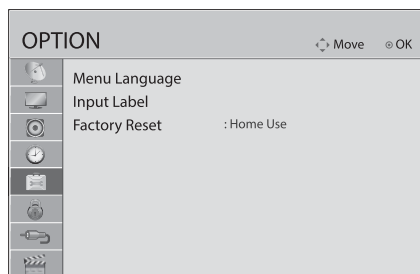 OPTION
Move OK
Menu Language
Input Label
Factory Reset : Home Use